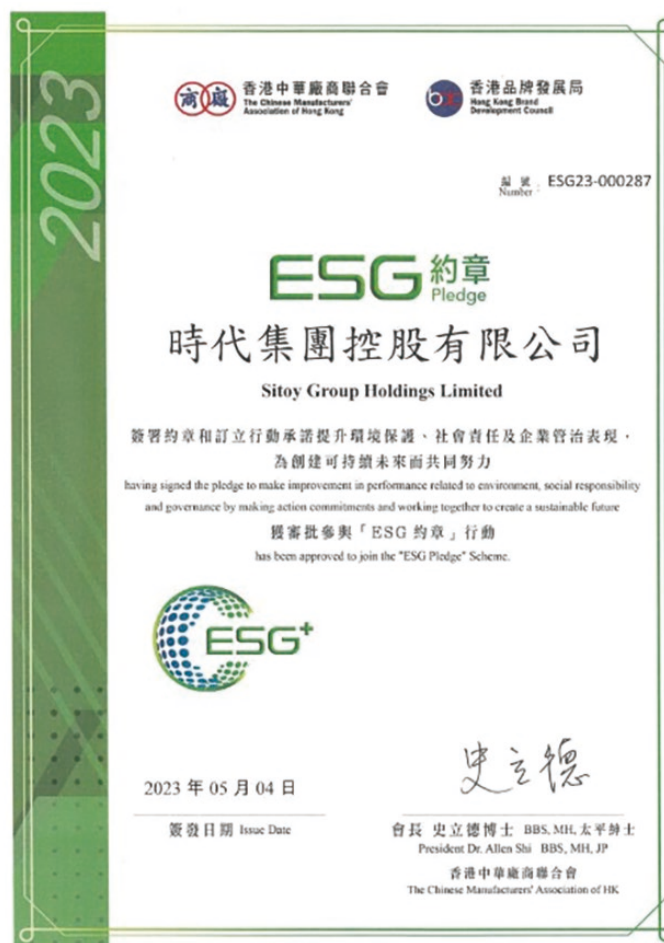 2023
商廠
香港中華廠商聯合會
The Chinese Manufacturers'
Association of Hong Kong
香港品牌發展局
Hong Kong Brand
Development Council
編號
Number : ESG23-000287
ESG約章
Pledge
時代集團控股有限公司
Sitoy Group Holdings Limited
簽署約章和訂立行動承諾提升環境保護、社會責任及企業管治表現，
為創建可持續未來而共同努力
having signed the pledge to make improvement in performance related to environment, social responsibility
and governance by making action commitments and working together to create a sustainable future
獲審批參與「ESG 約章」行動
has been approved to join the "ESG Pledge" Scheme.
ESG+
2023 年 05 月 04 日
簽發日期 Issue Date
史立德
會長 史立德博士 BBS, MH, 太平紳士
President Dr. Allen Shi BBS, MH, JP
香港中華廠商聯合會
The Chinese Manufacturers' Association of HK